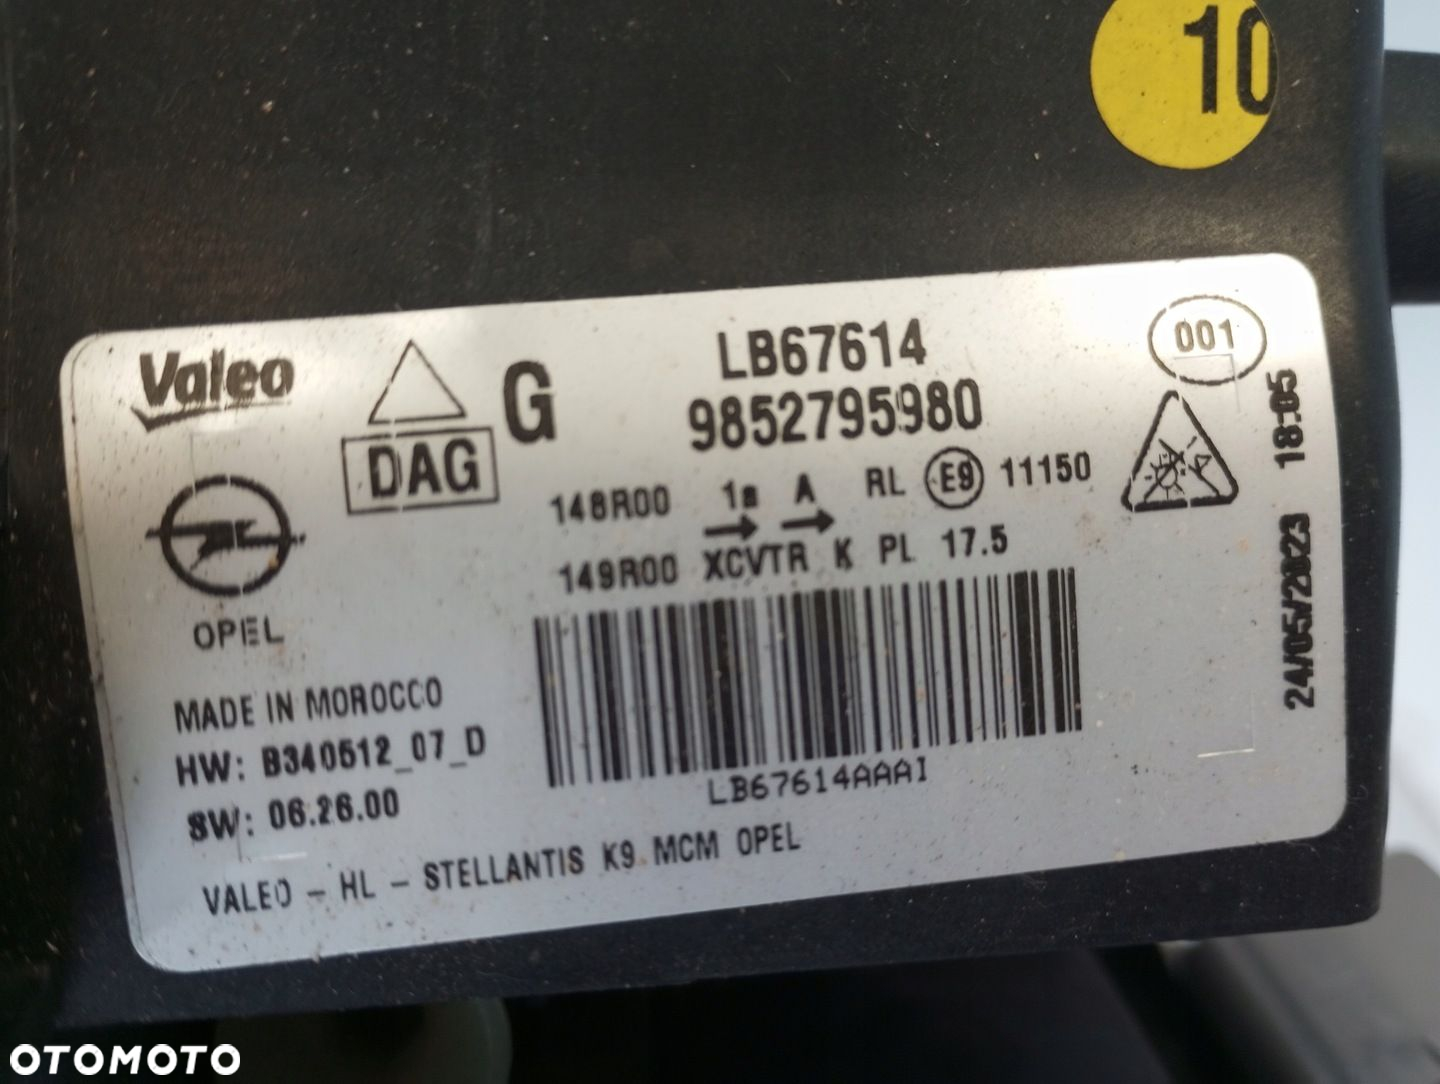 10
Valeo
DAG
G
LB67614
9852795980
001
148R00 1a A RL E9 11150
149R00 XCVTR K PL 17.5
OPEL
MADE IN MOROCCO
HW: B340512_07_D
SW: 06.26.00
LB67614AAAI
VALEO - HL - STELLANTIS K9 MCM OPEL
24/05/2023 18:05
OTOMOTO